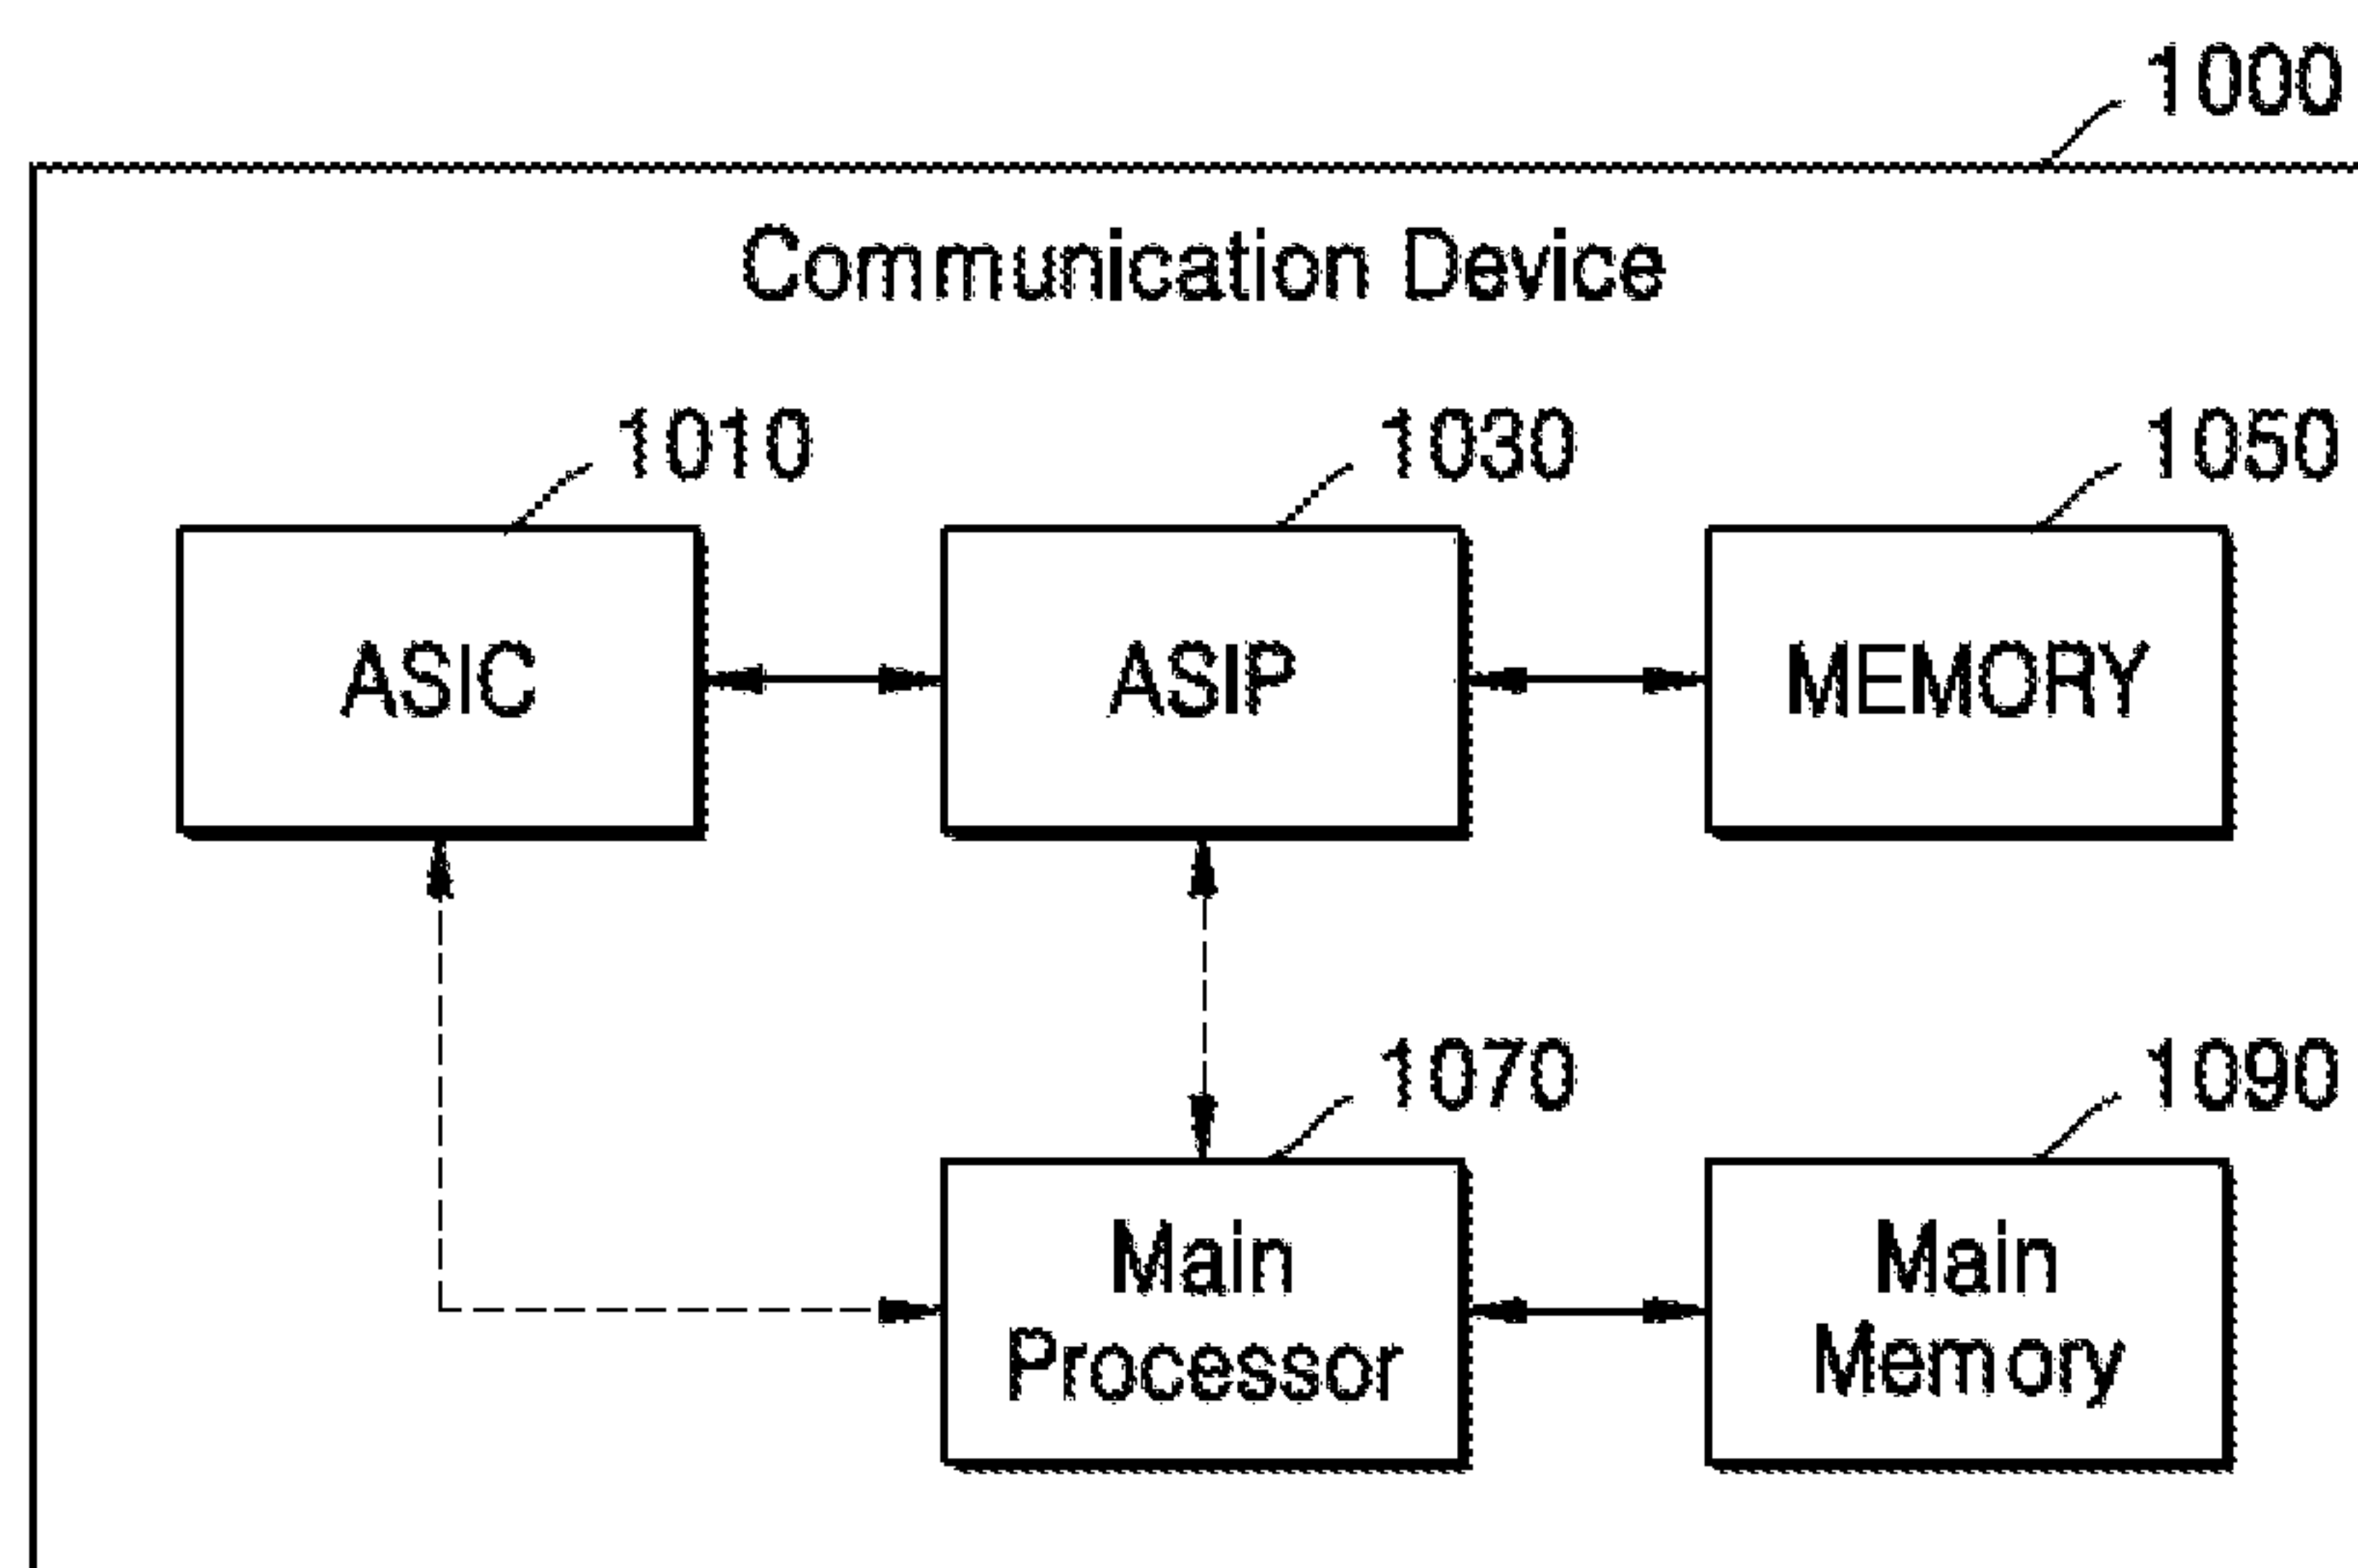 1000
Communication Device
1010
1030
1050
ASIC
ASIP
MEMORY
1070
1090
Main
Processor
Main
Memory